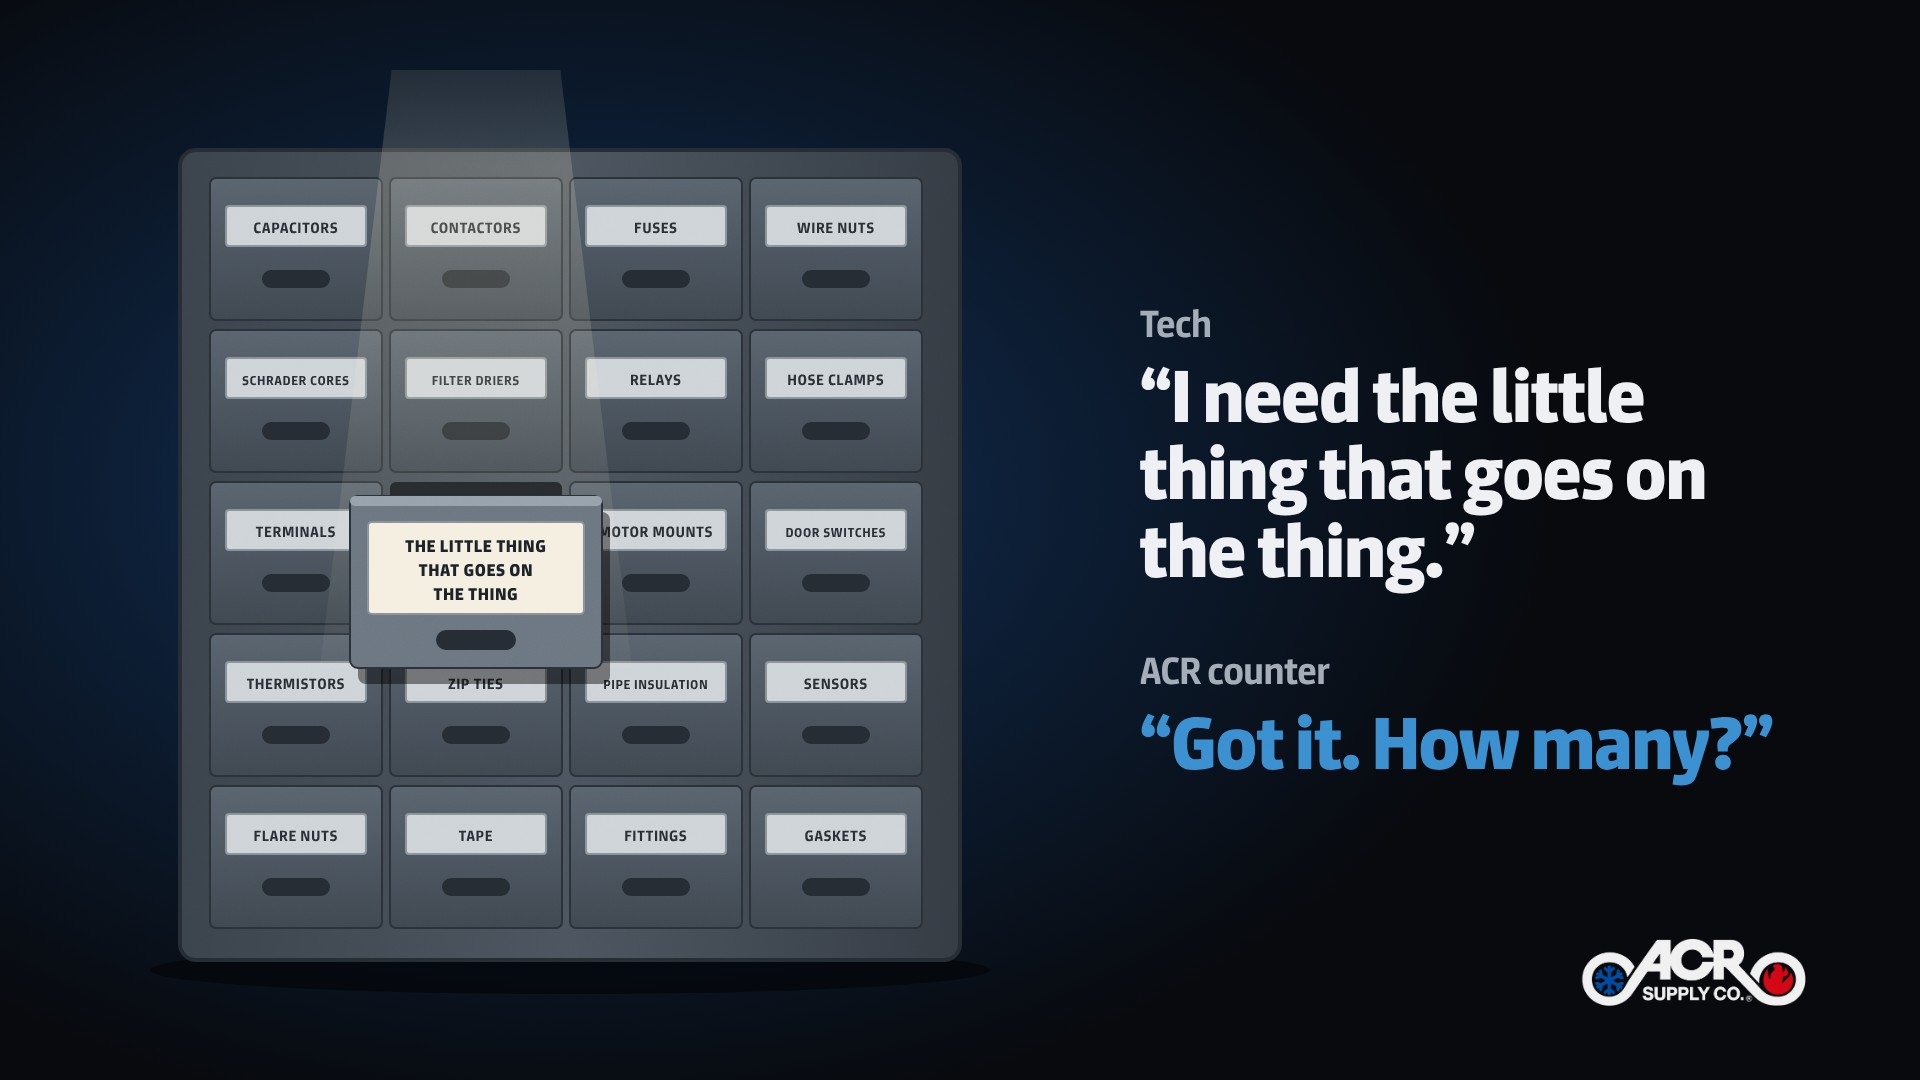 CAPACITORS
CONTACTORS
FUSES
WIRE NUTS
SCHRADER CORES
FILTER DRIERS
RELAYS
HOSE CLAMPS
TERMINALS
THE LITTLE THING
THAT GOES ON
THE THING
MOTOR MOUNTS
DOOR SWITCHES
THERMISTORS
ZIP TIES
PIPE INSULATION
SENSORS
FLARE NUTS
TAPE
FITTINGS
GASKETS
Tech
“I need the little
thing that goes on
the thing.”
ACR counter
“Got it. How many?”
ACR
SUPPLY CO.®